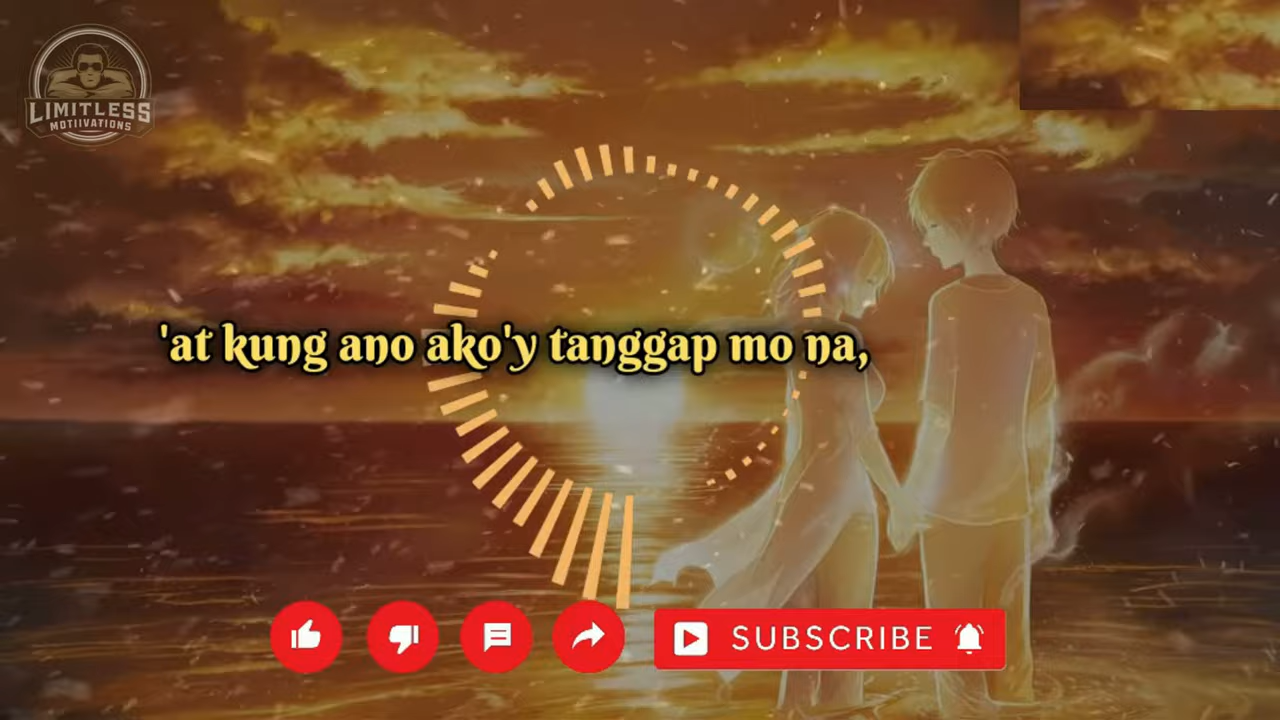 LIMITLESS
MOTIIVATIONS
'at kung ano ako'y tanggap mo na,
SUBSCRIBE